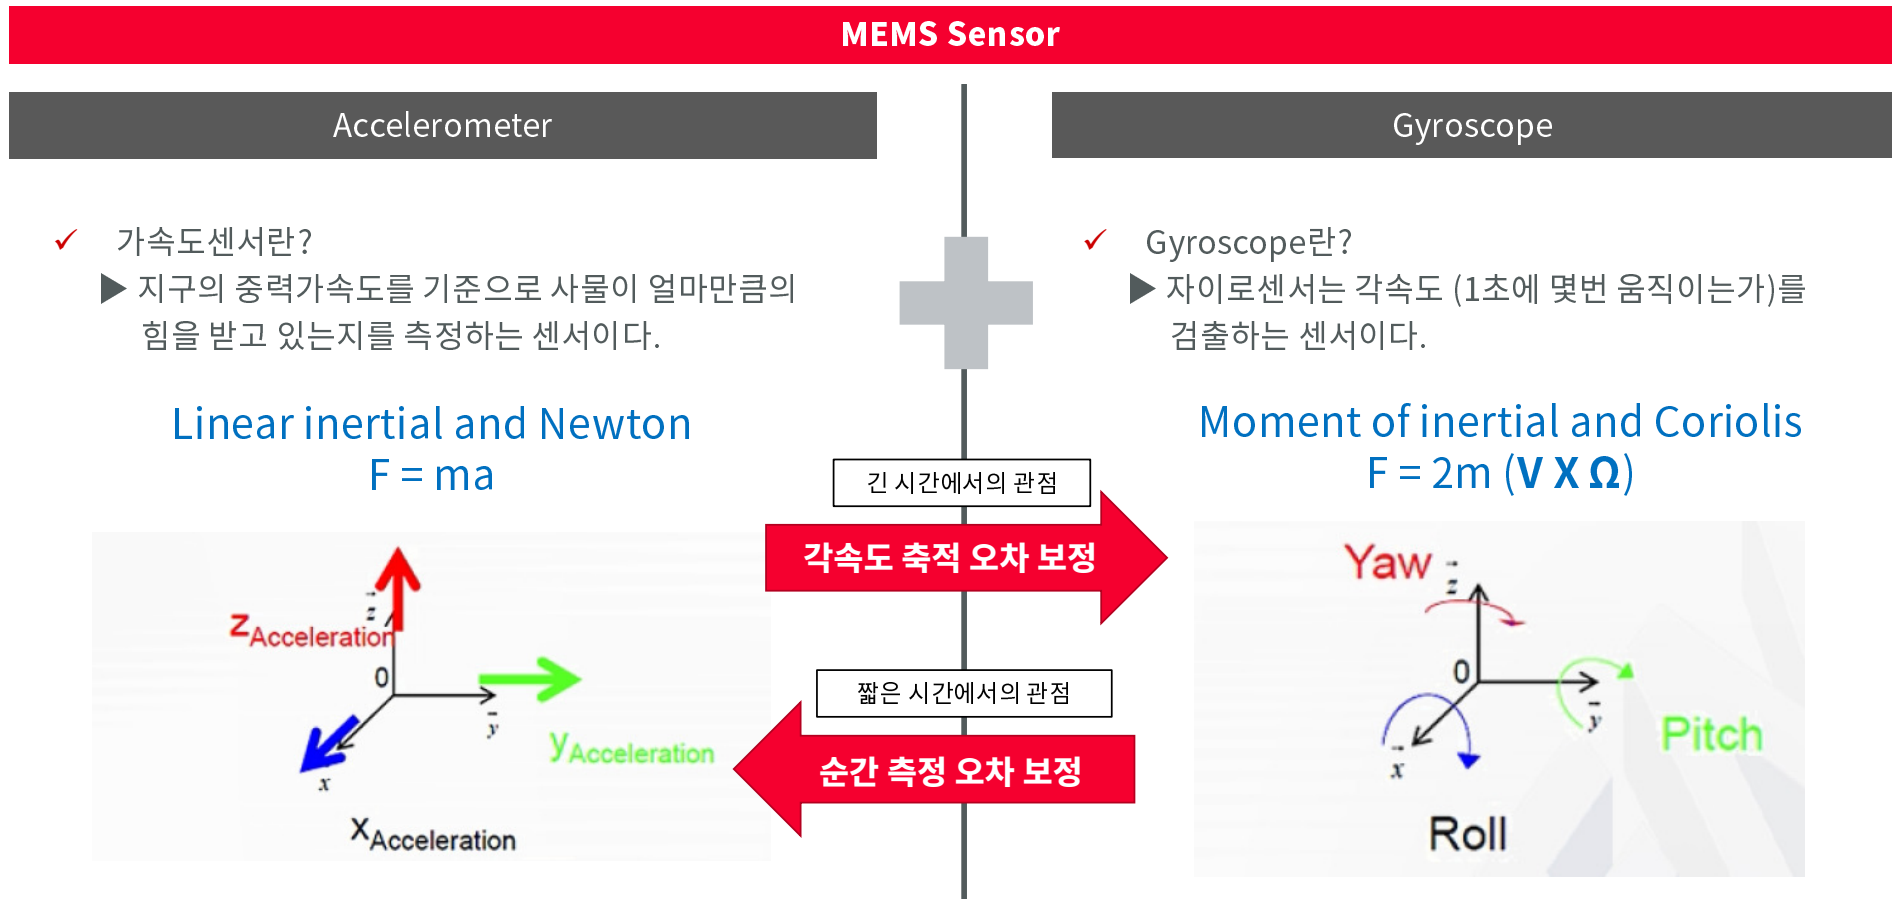 MEMS Sensor
Accelerometer
✓ 가속도센서란?
▶ 지구의 중력가속도를 기준으로 사물이 얼마만큼의
힘을 받고 있는지를 측정하는 센서이다.
Linear inertial and Newton
F = ma
z Acceleration
z
0
y
y Acceleration
x
x Acceleration
긴 시간에서의 관점
각속도 축적 오차 보정
짧은 시간에서의 관점
순간 측정 오차 보정
Gyroscope
✓ Gyroscope란?
▶ 자이로센서는 각속도 (1초에 몇번 움직이는가)를
검출하는 센서이다.
Moment of inertial and Coriolis
F = 2m (V X Ω)
Yaw
z
0
y
Pitch
x
Roll